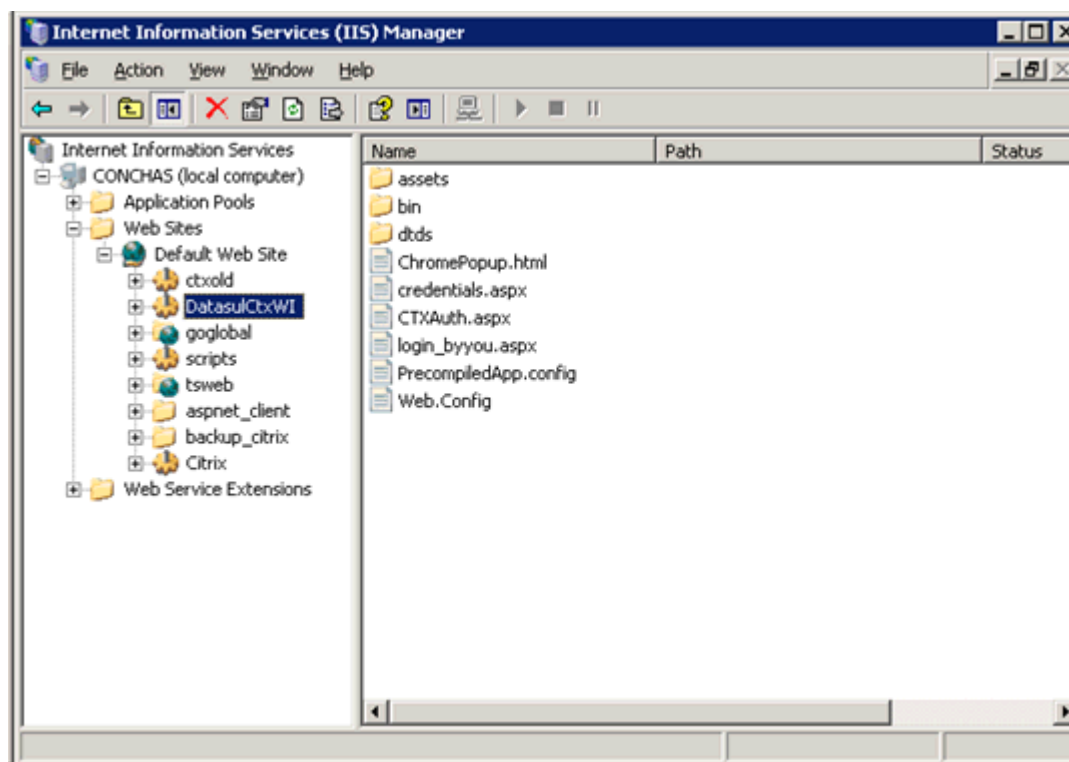 Internet Information Services (IIS) Manager
File Action View Window Help
Internet Information Services
CONCHAS (local computer)
Application Pools
Web Sites
Default Web Site
ctxold
DatasulCtxWI
goglobal
scripts
tsweb
aspnet_client
backup_citrix
Citrix
Web Service Extensions
Name Path Status
assets
bin
dtds
ChromePopup.html
credentials.aspx
CTXAuth.aspx
login_byyou.aspx
PrecompiledApp.config
Web.Config